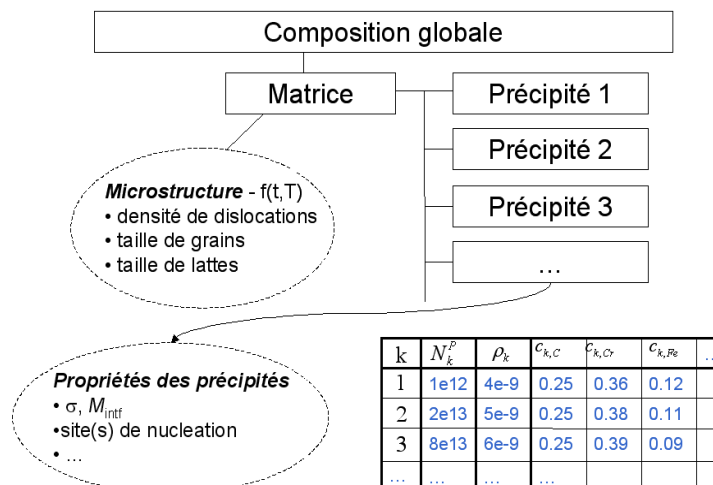 Composition globale
Matrice
Précipité 1
Précipité 2
Précipité 3
...
Microstructure - f(t,T)
• densité de dislocations
• taille de grains
• taille de lattes
Propriétés des précipités
• σ, M_intf
•site(s) de nucleation
• ...
k N_k^P ρ_k c_k,C c_k,Cr c_k,Fe ...
1 1e12 4e-9 0.25 0.36 0.12
2 2e13 5e-9 0.25 0.38 0.11
3 8e13 6e-9 0.25 0.39 0.09
... ... ... ...